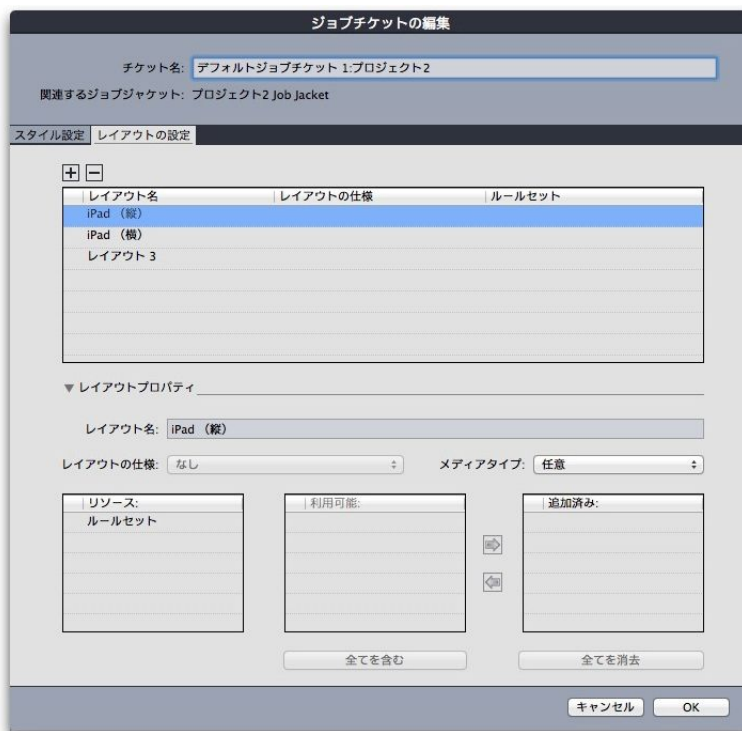 ジョブチケットの編集
チケット名: デフォルトジョブチケット 1:プロジェクト2
関連するジョブジャケット: プロジェクト2 Job Jacket
スタイル設定 レイアウトの設定
レイアウト名 レイアウトの仕様 ルールセット
iPad （縦）
iPad （横）
レイアウト 3
▼ レイアウトプロパティ
レイアウト名: iPad （縦）
レイアウトの仕様: なし メディアタイプ: 任意
リソース: 利用可能: 追加済み:
ルールセット
全てを含む 全てを消去
キャンセル OK